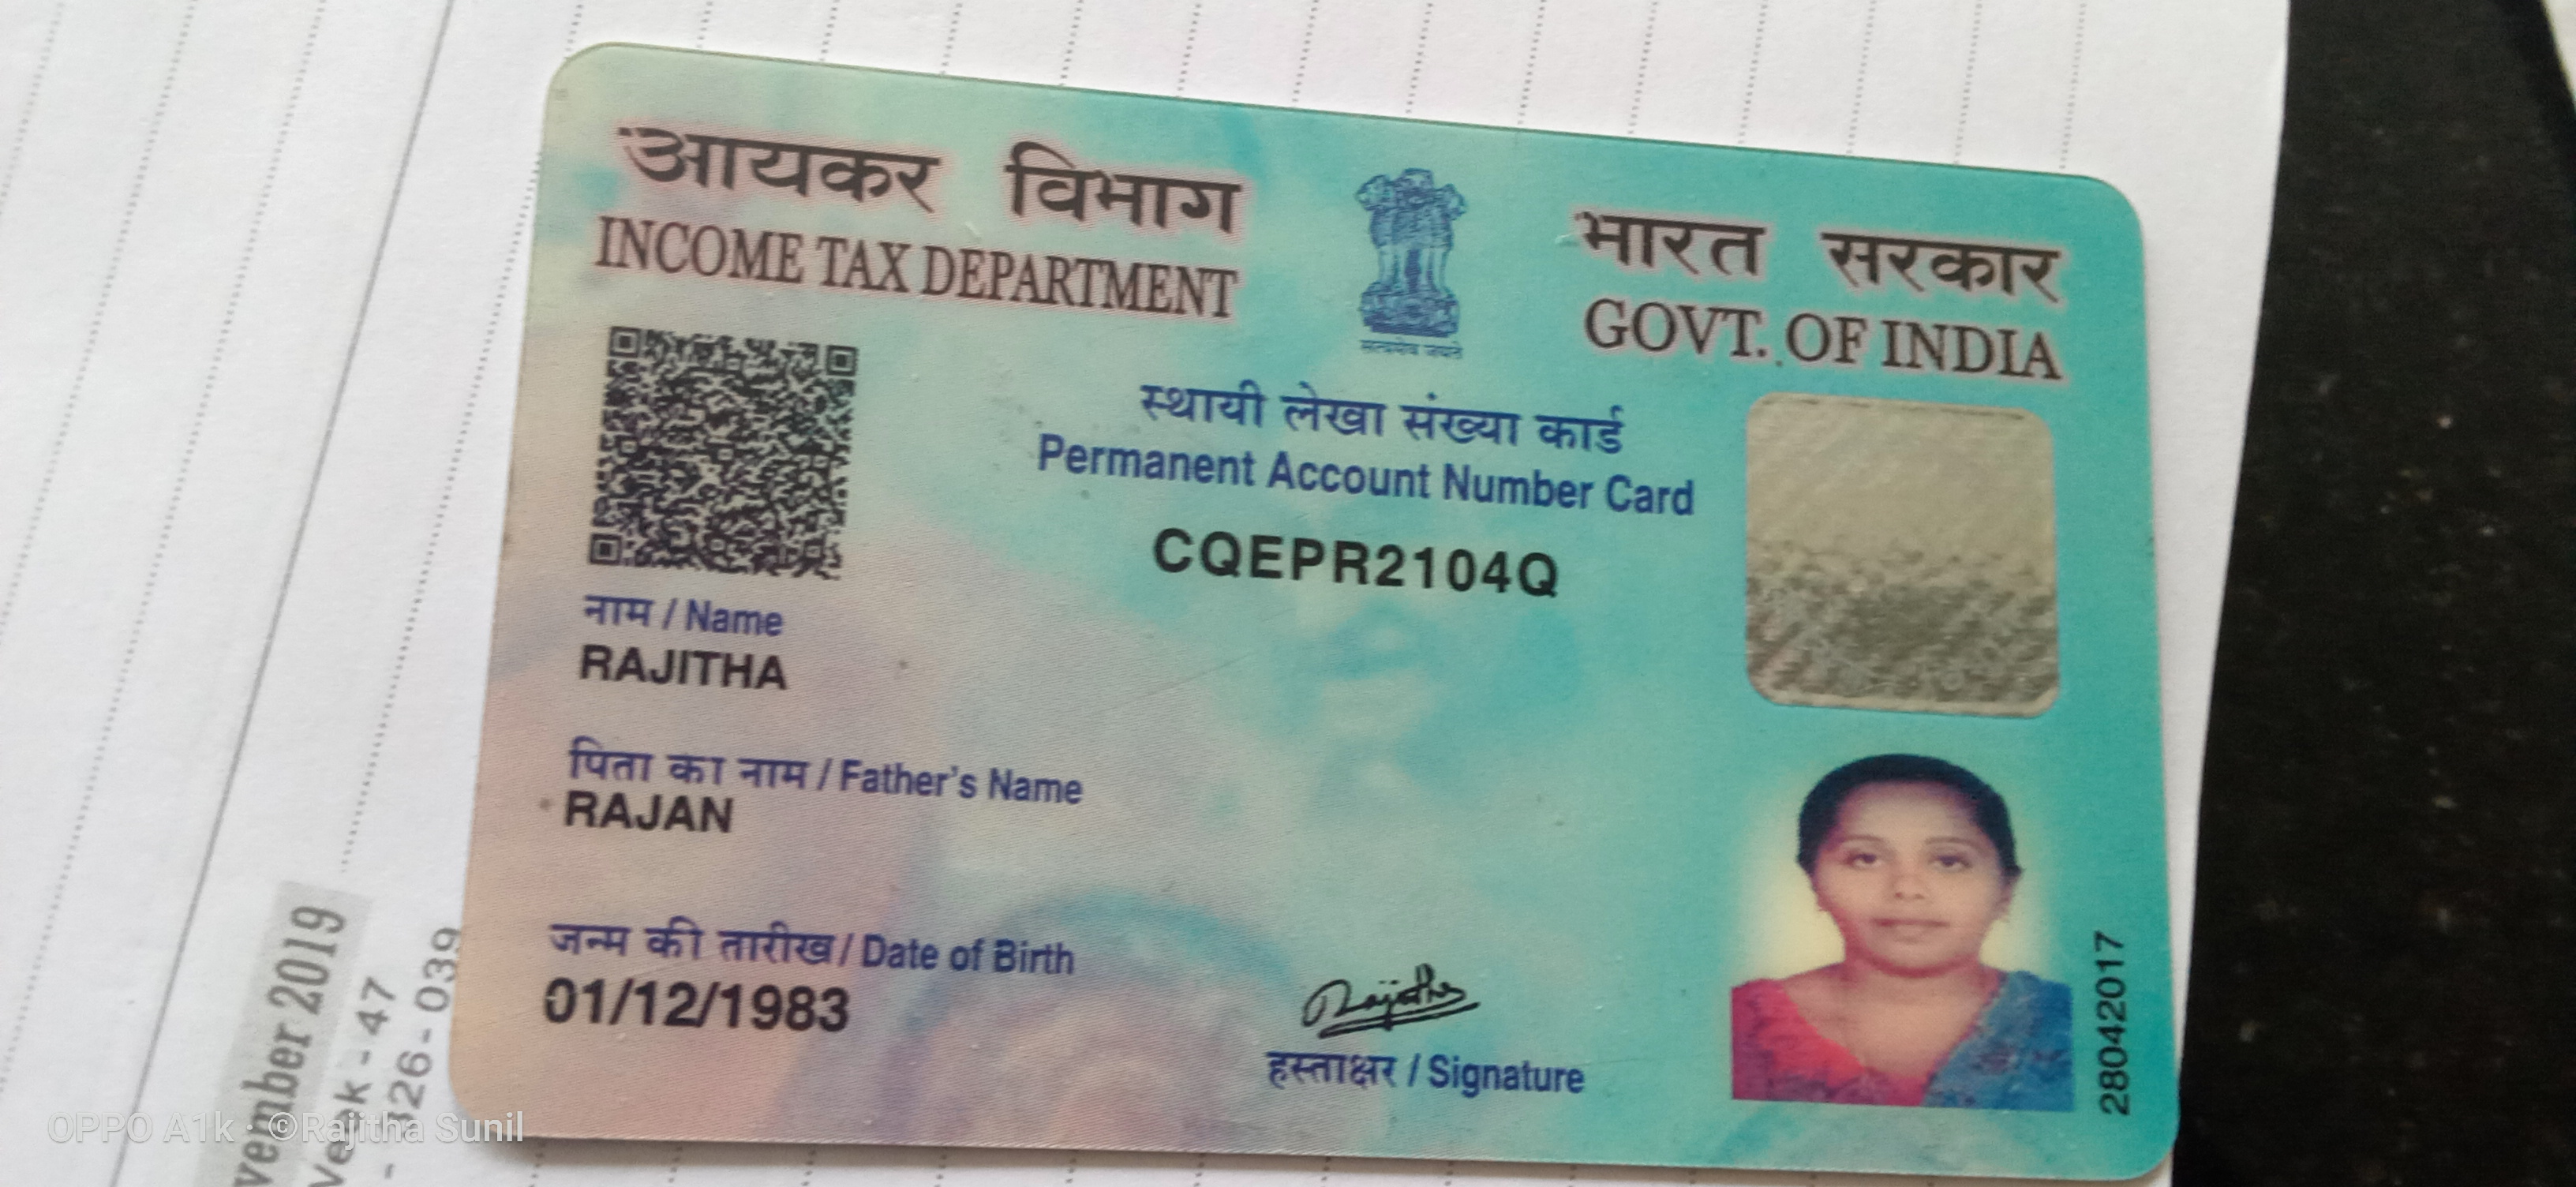 आयकर विभाग
INCOME TAX DEPARTMENT
सत्यमेव जयते
भारत सरकार
GOVT. OF INDIA
स्थायी लेखा संख्या कार्ड
Permanent Account Number Card
CQEPR2104Q
नाम / Name
RAJITHA
पिता का नाम / Father's Name
RAJAN
जन्म की तारीख / Date of Birth
01/12/1983
Rajitha
हस्ताक्षर / Signature
28042017
vember 2019
Week - 47
326 - 039
OPPO A1k · ©Rajitha Sunil